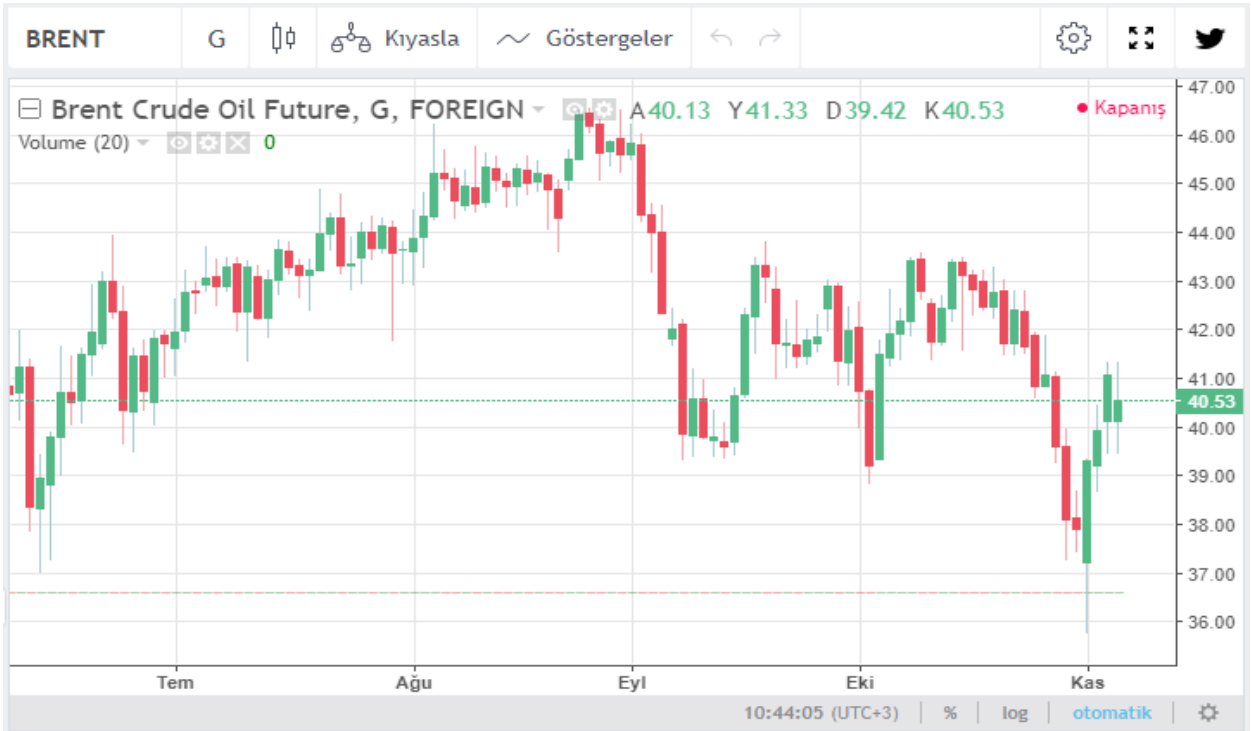 BRENT G Kıyasla Göstergeler
Brent Crude Oil Future, G, FOREIGN A40.13 Y41.33 D39.42 K40.53 Kapanış
Volume (20) 0
47.00
46.00
45.00
44.00
43.00
42.00
41.00
40.53
40.00
39.00
38.00
37.00
36.00
Tem Ağu Eyl Eki Kas
10:44:05 (UTC+3) % log otomatik